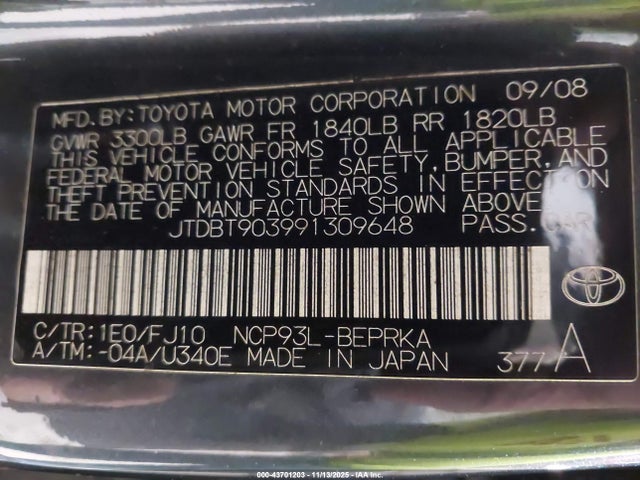 MFD.BY:TOYOTA MOTOR CORPORATION 09/08
GVWR 3300LB GAWR FR 1840LB RR 1820LB
THIS VEHICLE CONFORMS TO ALL APPLICABLE
FEDERAL MOTOR VEHICLE SAFETY,BUMPER,AND
THEFT PREVENTION STANDARDS IN EFFECT ON
THE DATE OF MANUFACTURE SHOWN ABOVE.
JTDBT903991309648 PASS.CAR
C/TR:1E0/FJ10 NCP93L-BEPRKA
A/TM:-04A/U340E MADE IN JAPAN 377 A
000-43701203 - 11/13/2025 - IAA Inc.